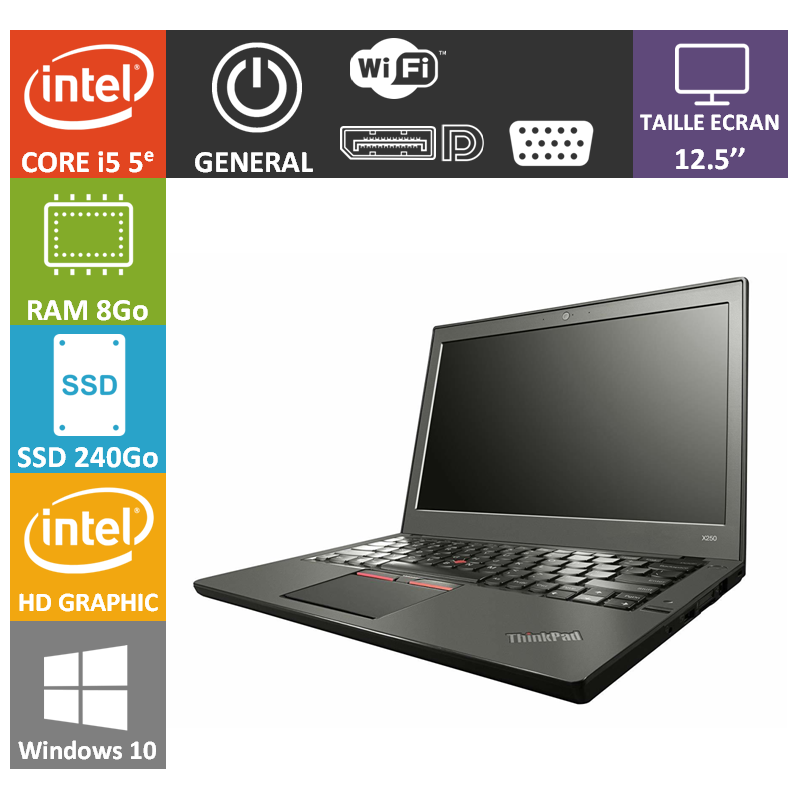 intel®
CORE i5 5e
GENERAL
WiFi™
TAILLE ECRAN
12.5’’
RAM 8Go
SSD
SSD 240Go
intel®
HD GRAPHIC
Windows 10
X250
ThinkPad